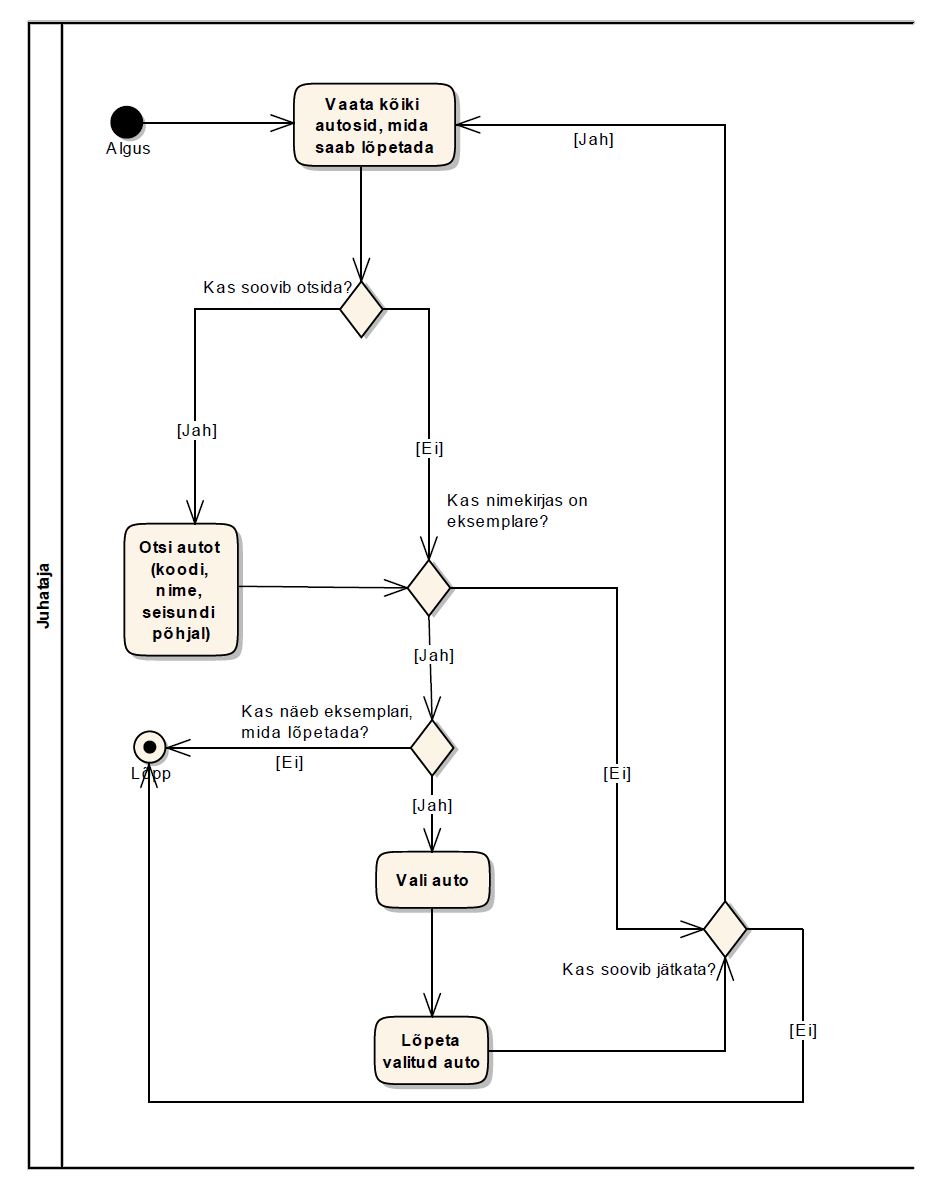 Vaata kõiki
autosid, mida
saab lõpetada
Algus
[Jah]
Kas soovib otsida?
[Jah]
[Ei]
Kas nimekirjas on
eksemplare?
Otsi autot
(koodi,
nime,
seisundi
põhjal)
Juhataja
[Jah]
Kas näeb eksemplari,
mida lõpetada?
[Ei]
Lõpp
[Ei]
[Jah]
Vali auto
Kas soovib jätkata?
[Ei]
Lõpeta
valitud auto